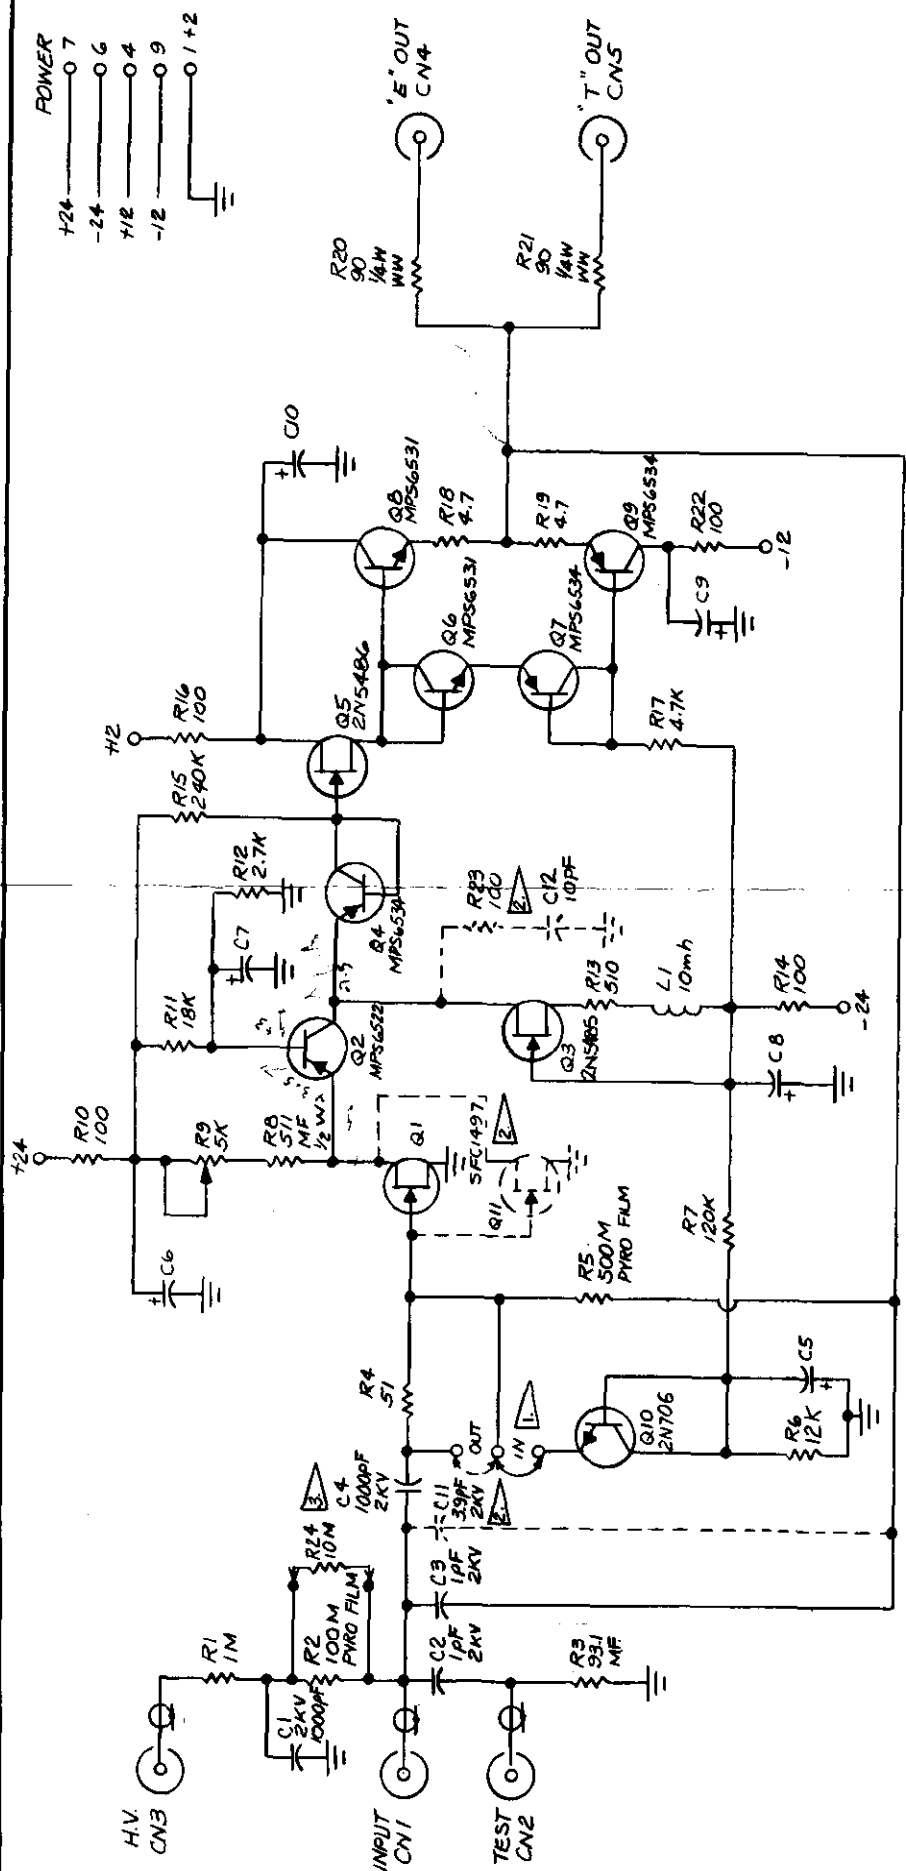 POWER
+24 7
-24 6
+12 4
-12 9
1+2
"E" OUT
CN4
"T" OUT
CN5
R20
90
1/4W
WW
R21
90
1/4W
WW
C10
Q8
MPS6531
R18
4.7
R19
4.7
Q9
MPS6534
R22
100
-12
C9
Q6
MPS6531
Q7
MPS6534
R17
4.7K
+12
R16
100
Q5
2N5486
R15
240K
R12
2.7K
C7
R11
18K
Q4
MPS6534
Q2
MPS6522
R23
100
2.
C12
10PF
R13
510
L1
10mh
R14
100
-24
Q3
2N5485
C8
+24
R10
100
R9
5K
R8
511
MF
1/2 W
C6
Q1
SFC1497
2.
Q11
R5
500M
PYRO FILM
R7
120K
R4
51
OUT
IN
1.
Q10
2N706
C5
R6
12K
3.
C4
1000PF
2KV
C11
39PF
2KV
2.
R24
10M
R2
100M
PYRO FILM
R1
1M
C1
2KV
1000PF
C3
1PF
2KV
C2
1PF
2KV
R3
93.1
MF
H.V.
CN3
INPUT
CN1
TEST
CN2